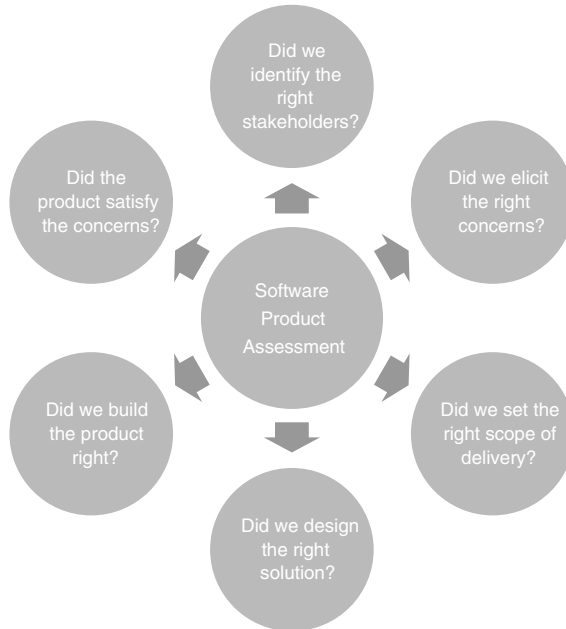 Did we
identify the
right
stakeholders?
Did the
product satisfy
the concerns?
Did we elicit
the right
concerns?
Software
Product
Assessment
Did we build
the product
right?
Did we set the
right scope of
delivery?
Did we design
the right
solution?